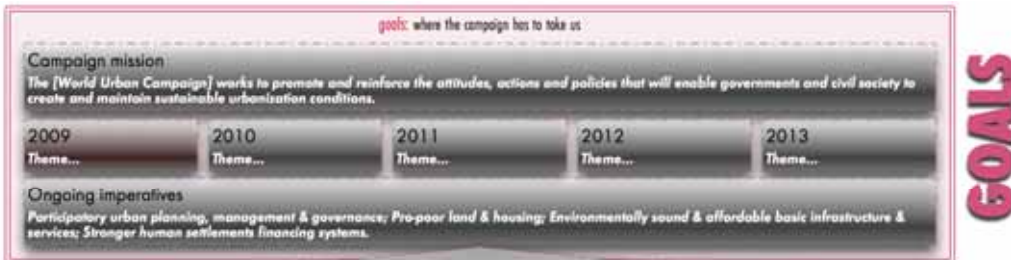 goals: where the campaign has to take us
Campaign mission
The [World Urban Campaign] works to promote and reinforce the attitudes, actions and policies that will enable governments and civil society to
create and maintain sustainable urbanisation conditions.
2009 2010 2011 2012 2013
Theme... Theme... Theme... Theme... Theme...
Ongoing imperatives
Participatory urban planning, management & governance; Pro-poor land & housing; Environmentally sound & affordable basic infrastructure &
services; Stronger human settlements financing systems.
GOALS